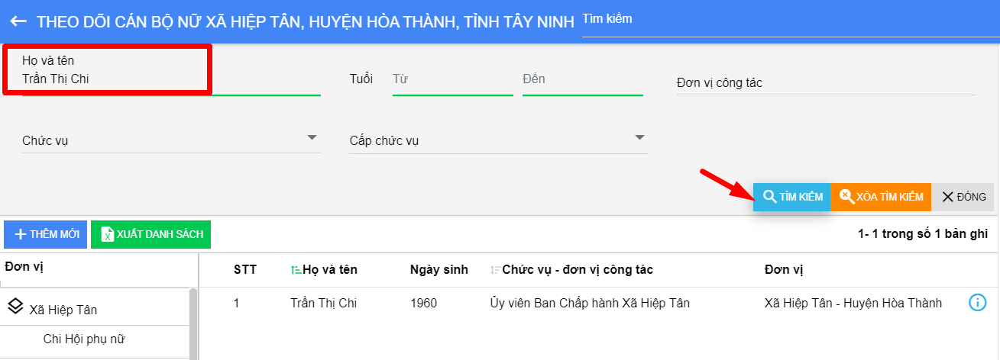 THEO DÕI CÁN BỘ NỮ XÃ HIỆP TÂN, HUYỆN HÒA THÀNH, TỈNH TÂY NINH Tìm kiếm
Họ và tên
Trần Thị Chi
Tuổi Từ Đến
Đơn vị công tác
Chức vụ Cấp chức vụ
TÌM KIẾM XÓA TÌM KIẾM ĐÓNG
THÊM MỚI XUẤT DANH SÁCH 1- 1 trong số 1 bản ghi
Đơn vị
STT Họ và tên Ngày sinh Chức vụ - đơn vị công tác Đơn vị
1 Trần Thị Chi 1960 Ủy viên Ban Chấp hành Xã Hiệp Tân Xã Hiệp Tân - Huyện Hòa Thành
Xã Hiệp Tân
Chi Hội phụ nữ